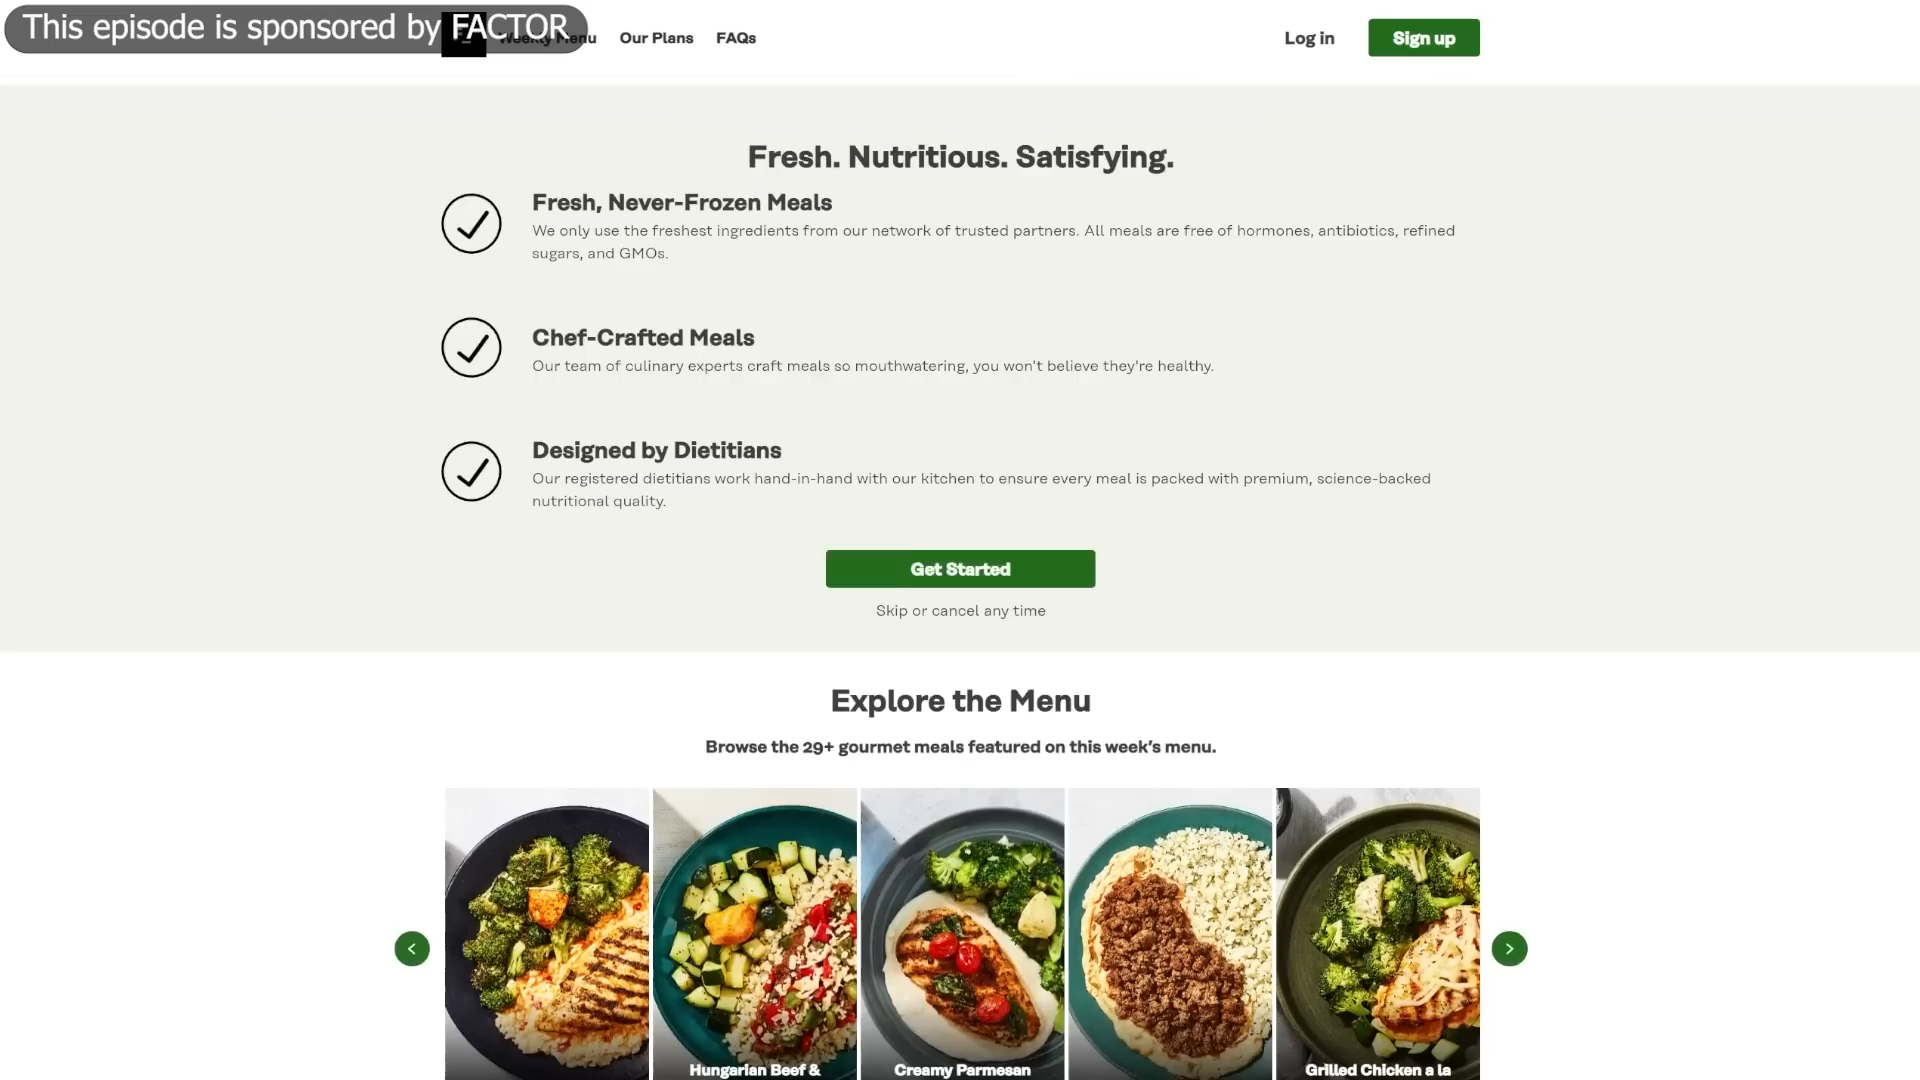 This episode is sponsored by FACTOR
Weekly Menu
Our Plans
FAQs
Log in
Sign up
Fresh. Nutritious. Satisfying.
Fresh, Never-Frozen Meals
We only use the freshest ingredients from our network of trusted partners. All meals are free of hormones, antibiotics, refined
sugars, and GMOs.
Chef-Crafted Meals
Our team of culinary experts craft meals so mouthwatering, you won't believe they're healthy.
Designed by Dietitians
Our registered dietitians work hand-in-hand with our kitchen to ensure every meal is packed with premium, science-backed
nutritional quality.
Get Started
Skip or cancel any time
Explore the Menu
Browse the 29+ gourmet meals featured on this week's menu.
Hungarian Beef &
Creamy Parmesan
Grilled Chicken a la